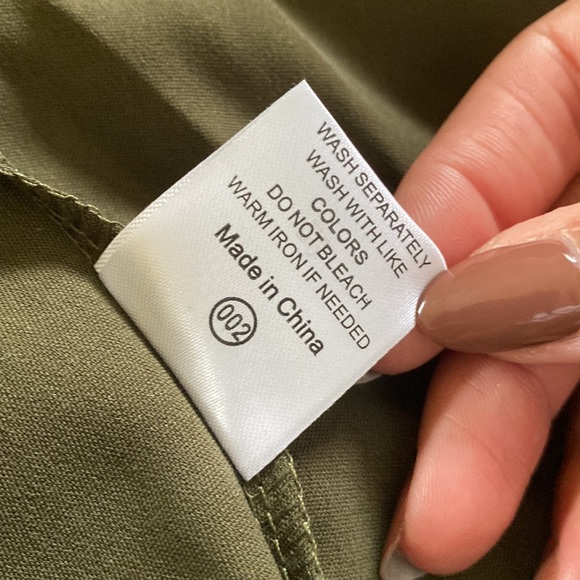 WASH SEPARATELY
WASH WITH LIKE
COLORS
DO NOT BLEACH
WARM IRON IF NEEDED
Made in China
002